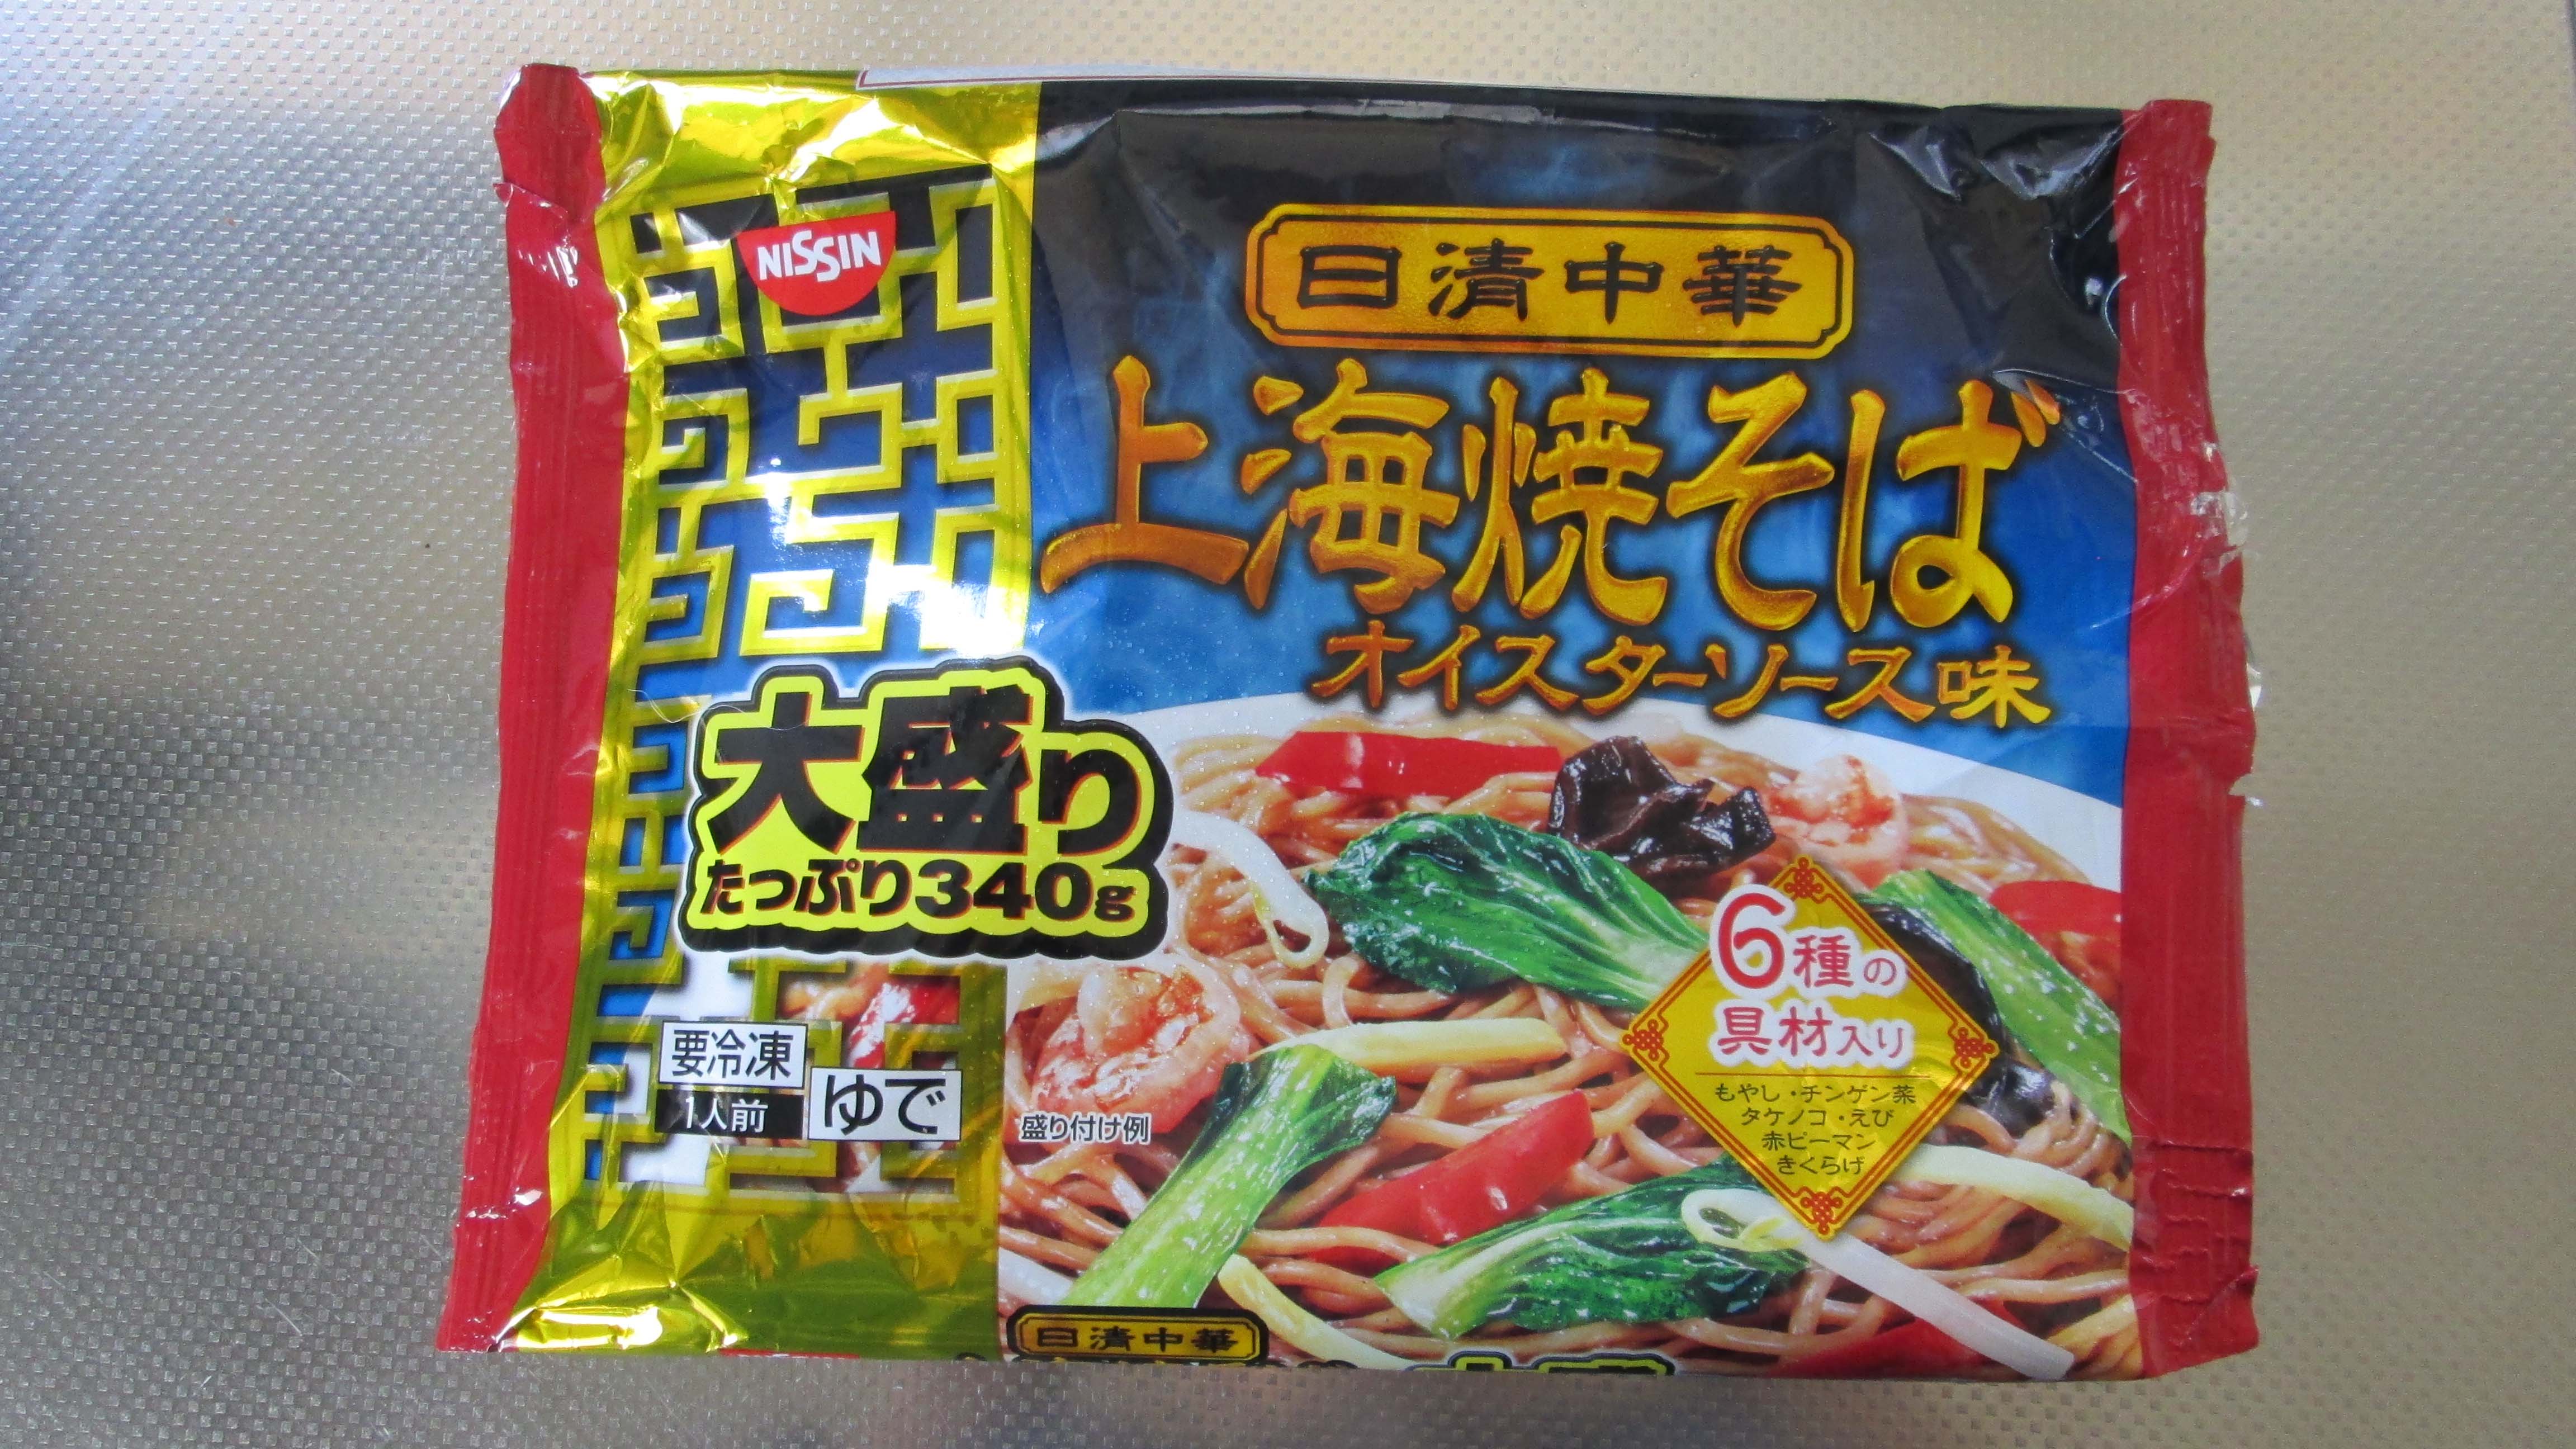 NISSIN
日清中華
上海焼そば
オイスターソース味
大盛り
たっぷり340g
6種の
具材入り
もやし・チンゲン菜
タケノコ・えび
赤ピーマン
きくらげ
要冷凍
1人前
ゆで
盛り付け例
日清中華